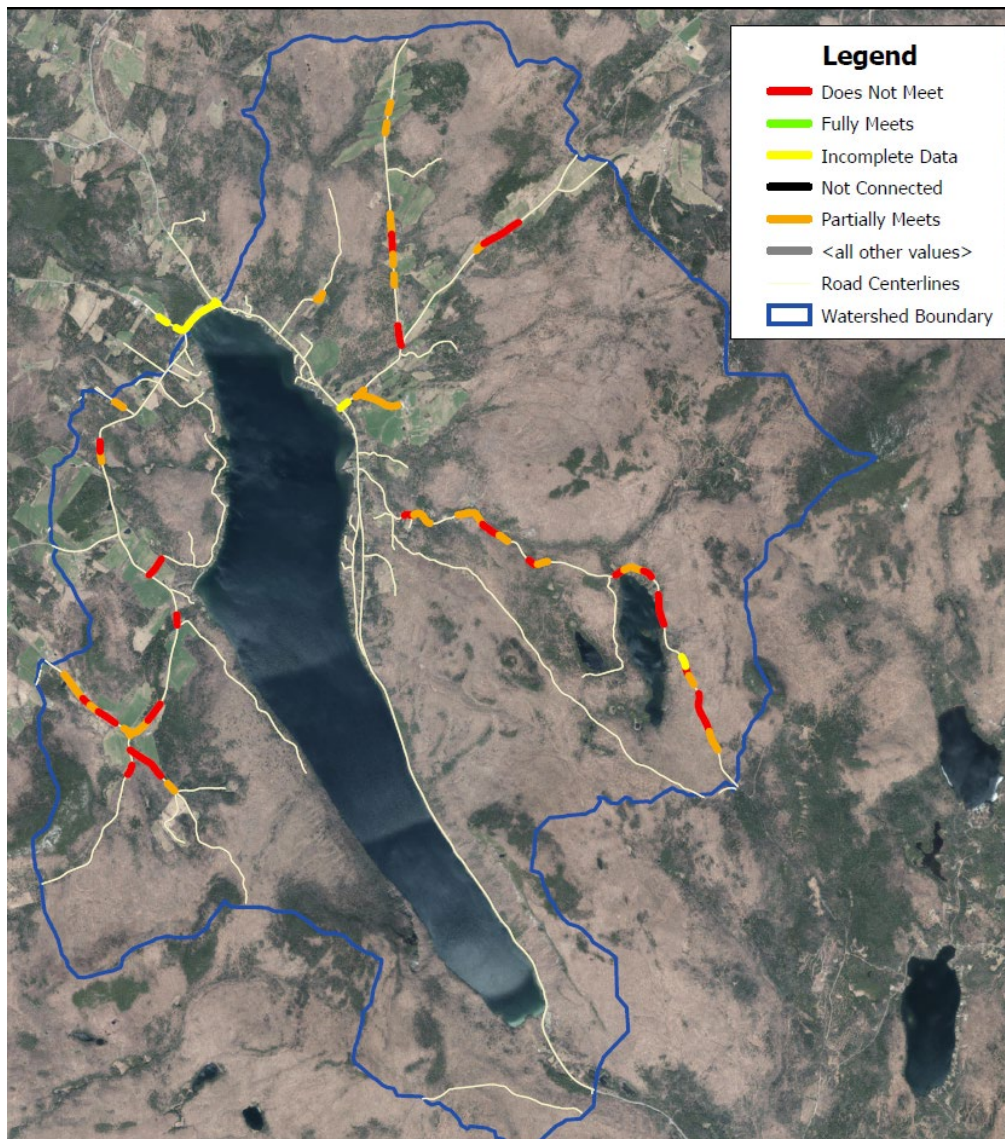 Legend
Does Not Meet
Fully Meets
Incomplete Data
Not Connected
Partially Meets
<all other values>
Road Centerlines
Watershed Boundary